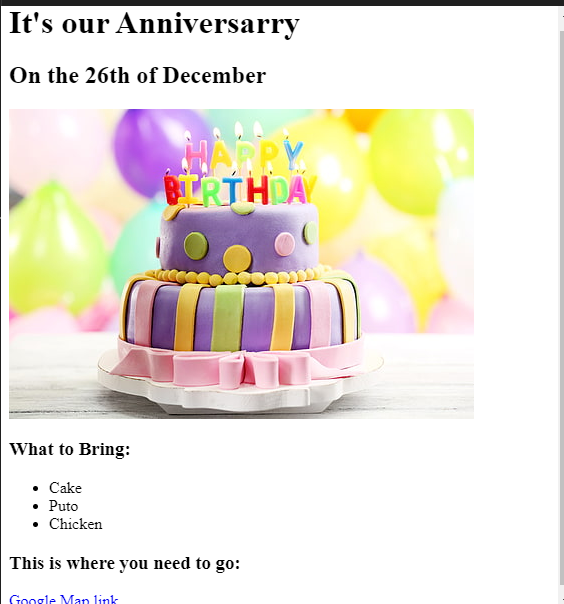 It's our Anniversarry
On the 26th of December
HAPPY
BIRTHDAY
What to Bring:
Cake
Puto
Chicken
This is where you need to go:
Google Map link